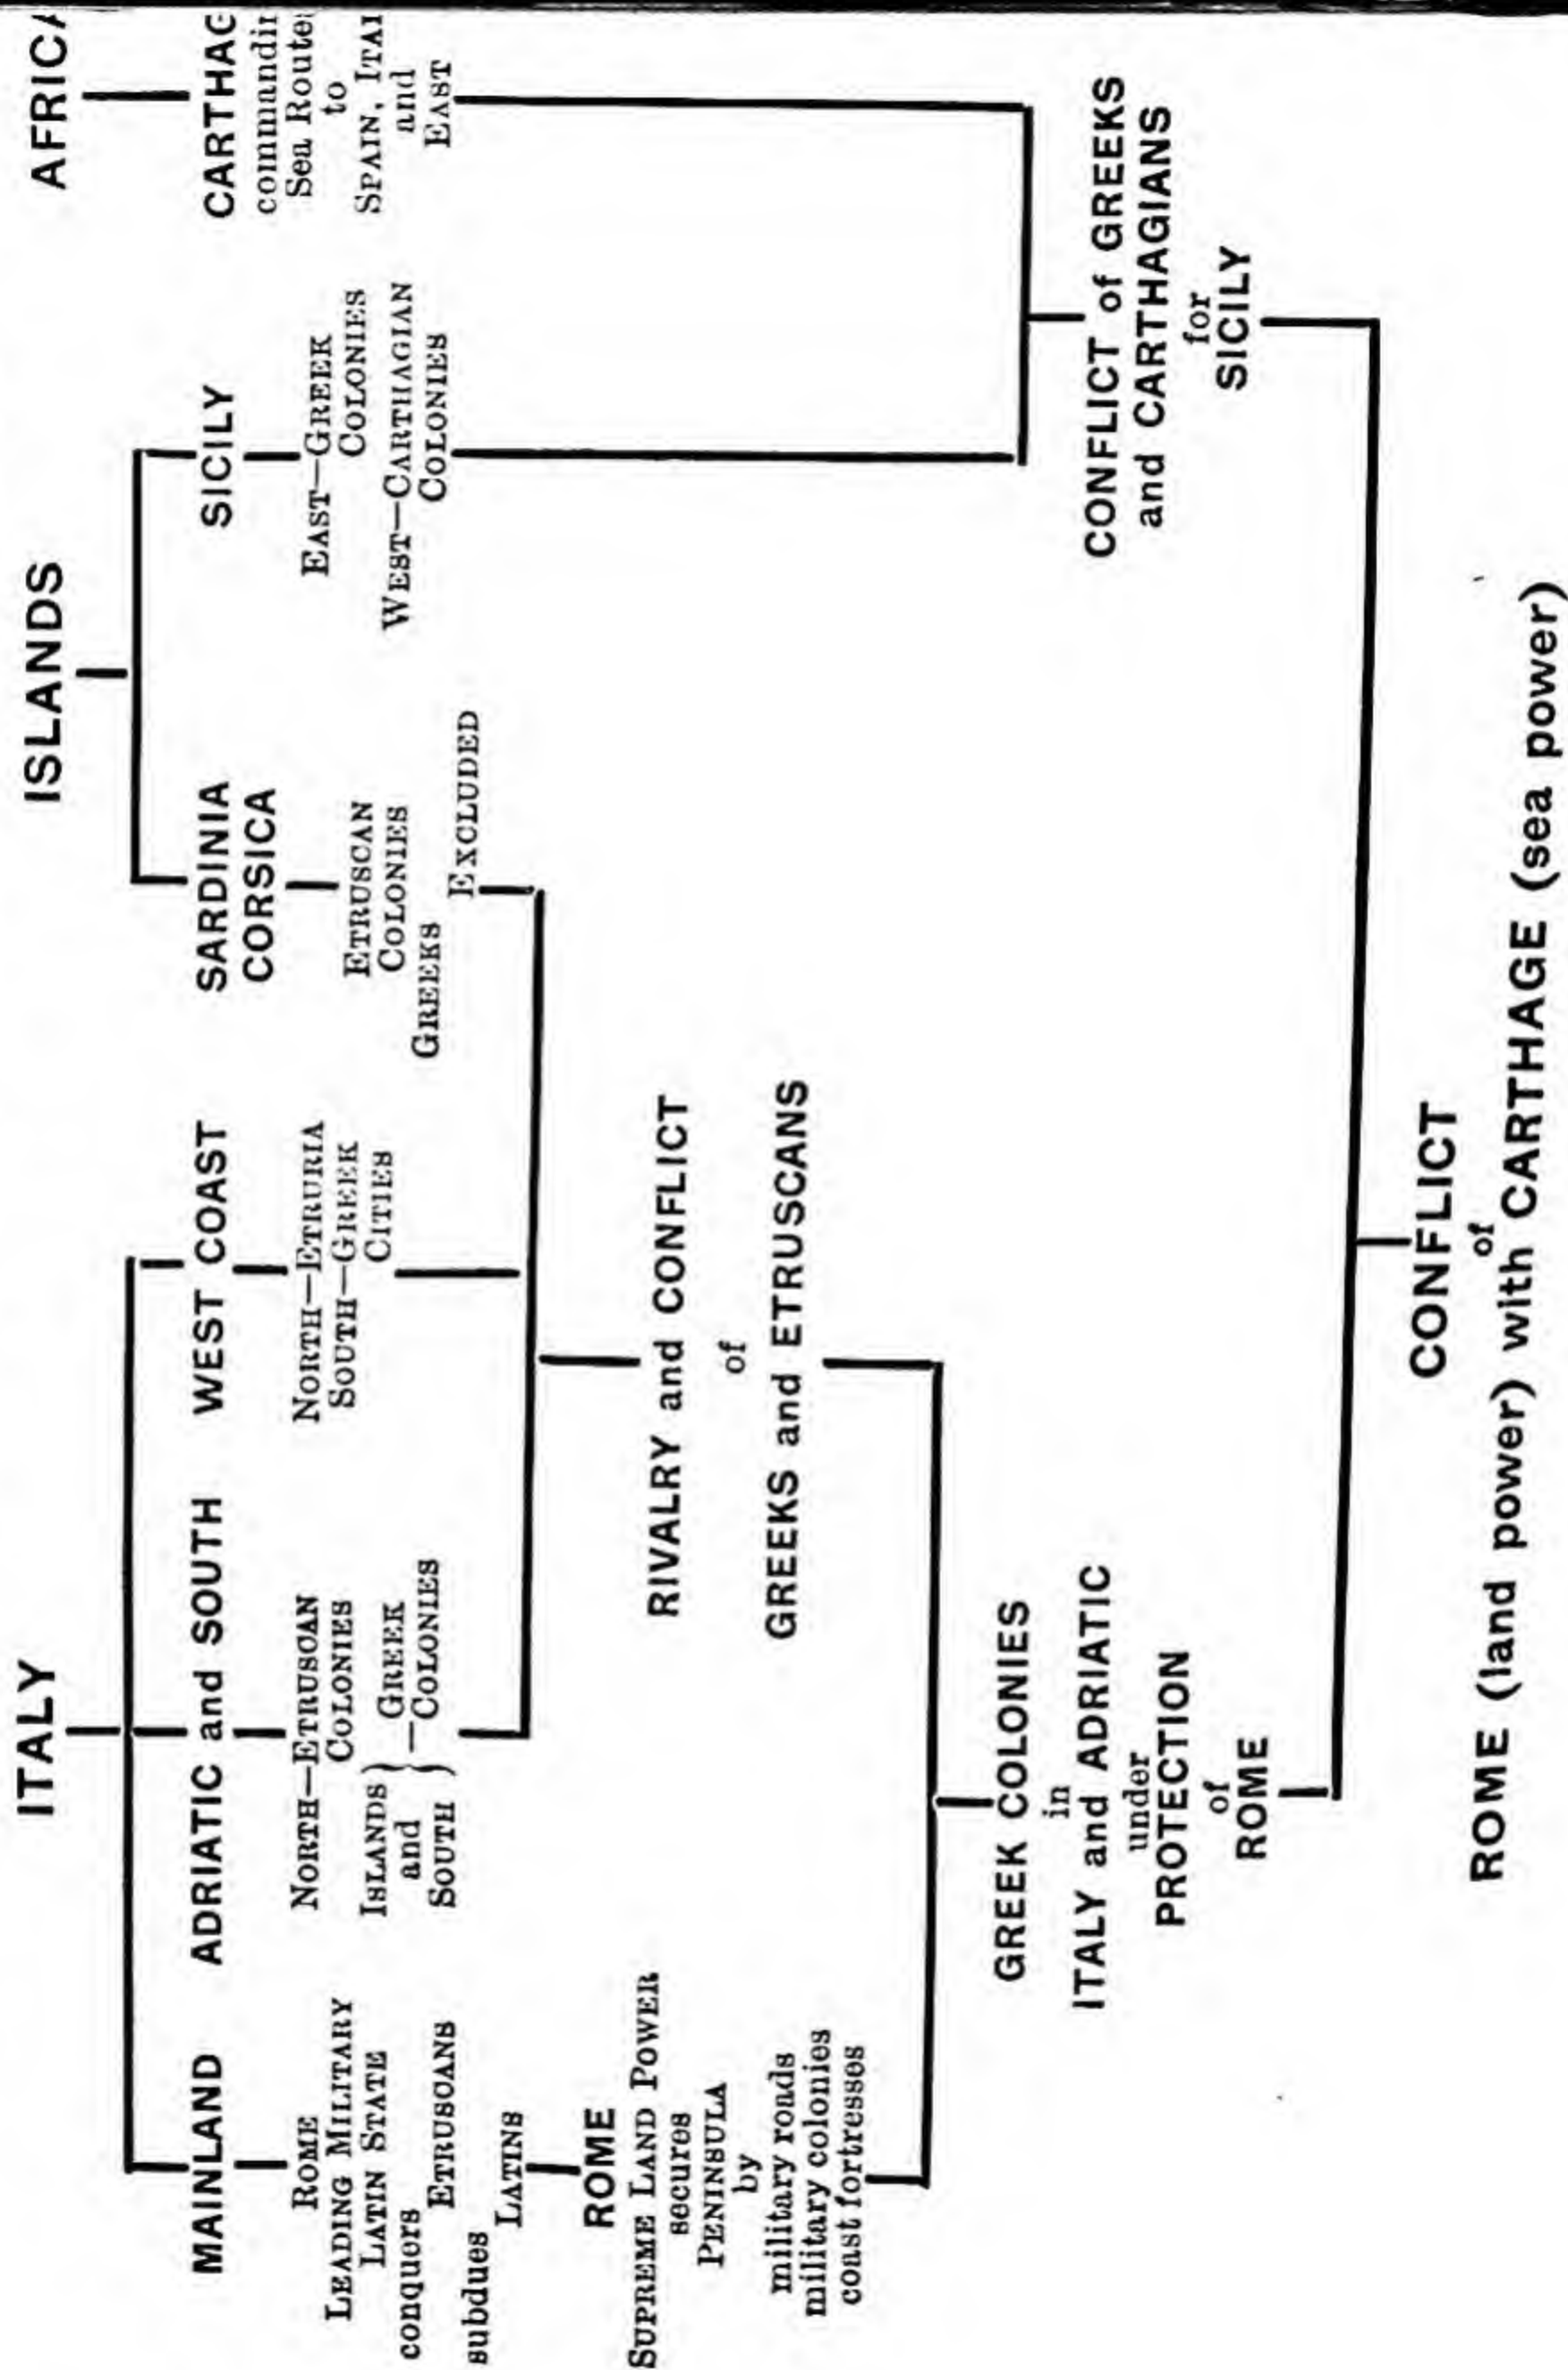 ITALY
ISLANDS
AFRICA
MAINLAND
ROME
LEADING MILITARY
LATIN STATE
conquers
ETRUSCANS
subdues
LATINS
ROME
SUPREME LAND POWER
secures
PENINSULA
by
military roads
military colonies
coast fortresses
ADRIATIC and SOUTH
NORTH—ETRUSCAN
COLONIES
ISLANDS
and
SOUTH
} —GREEK
—COLONIES
WEST COAST
NORTH—ETRURIA
SOUTH—GREEK
CITIES
SARDINIA
CORSICA
ETRUSCAN
COLONIES
GREEKS
EXCLUDED
SICILY
EAST—GREEK
COLONIES
WEST—CARTHAGIAN
COLONIES
CARTHAG
commandin
Sea Routes
to
SPAIN, ITAL
and
EAST
RIVALRY and CONFLICT
of
GREEKS and ETRUSCANS
GREEK COLONIES
in
ITALY and ADRIATIC
under
PROTECTION
of
ROME
CONFLICT of GREEKS
and CARTHAGIANS
for
SICILY
CONFLICT
of
ROME (land power) with CARTHAGE (sea power)